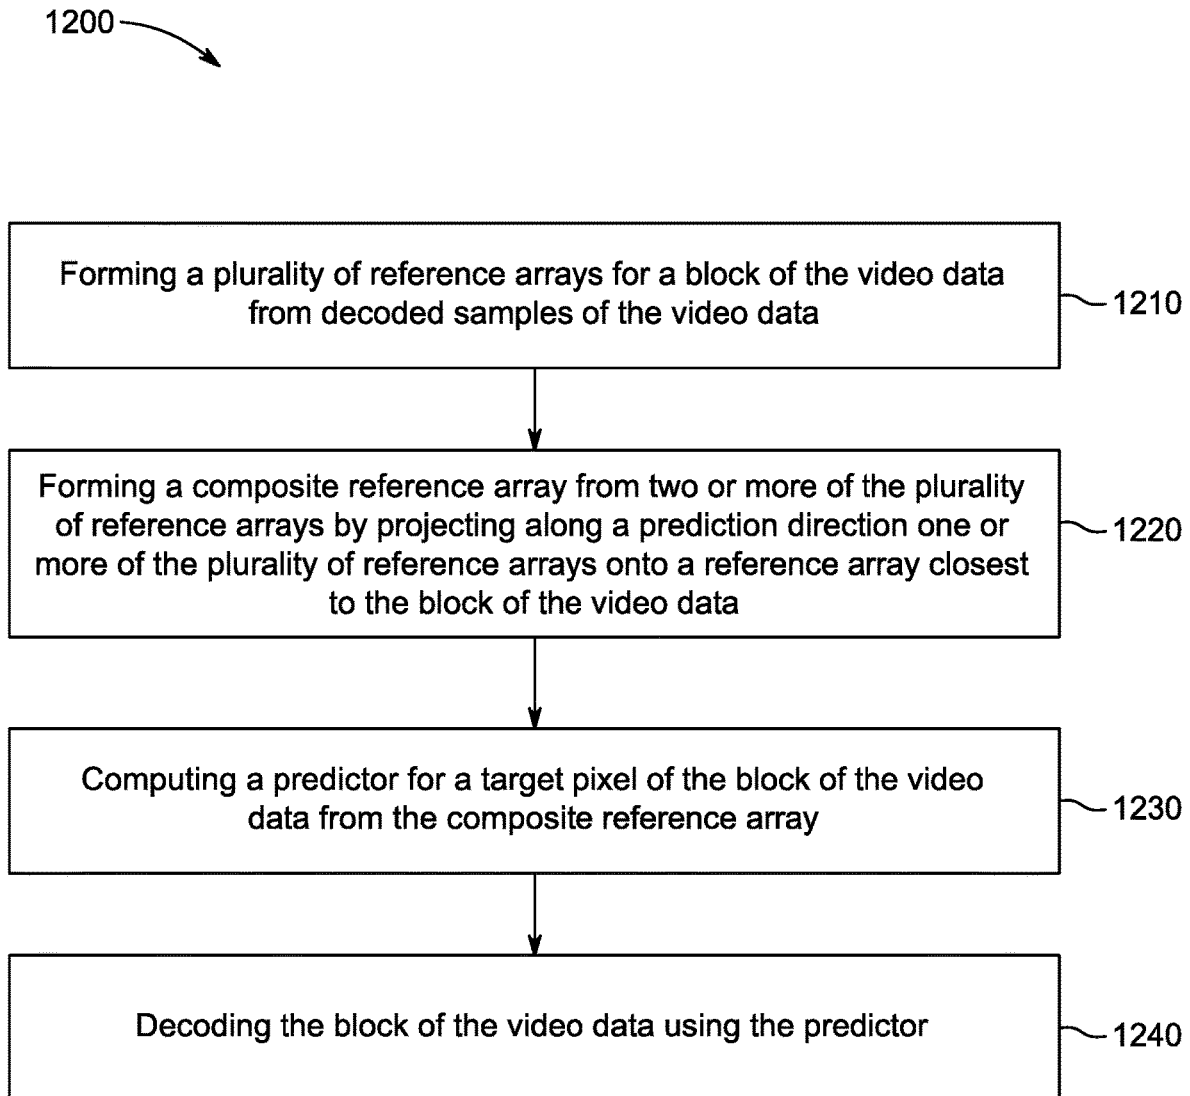 1200
Forming a plurality of reference arrays for a block of the video data
from decoded samples of the video data
1210
Forming a composite reference array from two or more of the plurality
of reference arrays by projecting along a prediction direction one or
more of the plurality of reference arrays onto a reference array closest
to the block of the video data
1220
Computing a predictor for a target pixel of the block of the video
data from the composite reference array
1230
Decoding the block of the video data using the predictor
1240